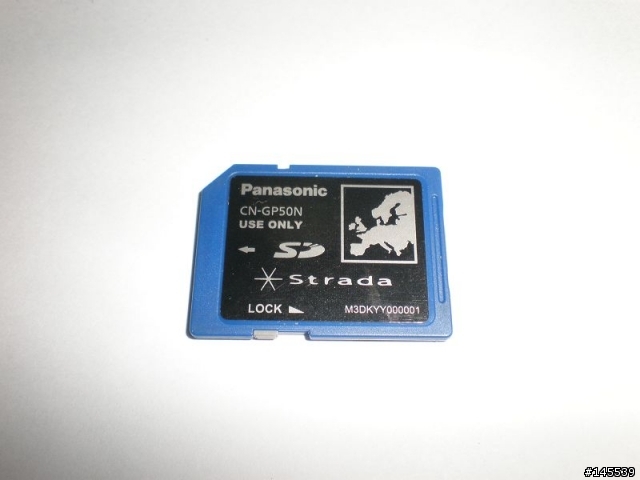 Panasonic
CN-GP50N
USE ONLY
SD
Strada
LOCK
M3DKYY000001
#145539